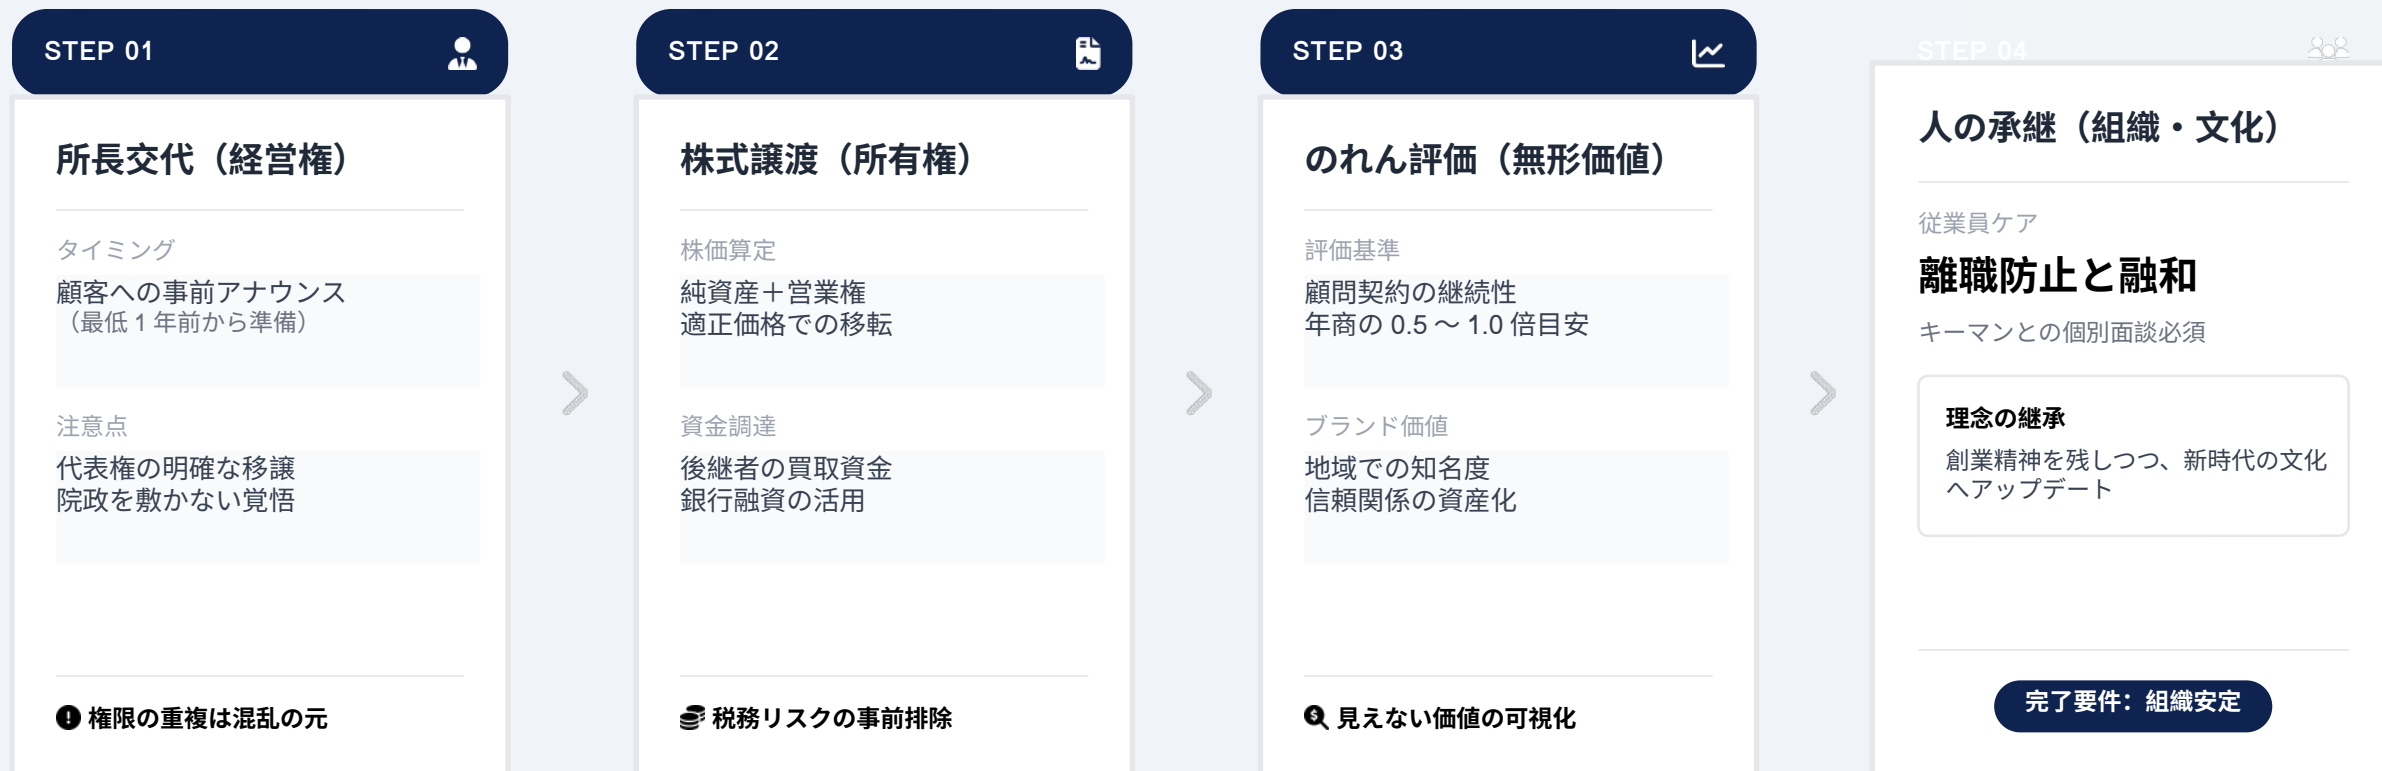 STEP 01
所長交代（経営権）
タイミング
顧客への事前アナウンス
（最低 1 年前から準備）
注意点
代表権の明確な移譲
院政を敷かない覚悟
権限の重複は混乱の元
STEP 02
株式譲渡（所有権）
株価算定
純資産＋営業権
適正価格での移転
資金調達
後継者の買取資金
銀行融資の活用
税務リスクの事前排除
STEP 03
のれん評価（無形価値）
評価基準
顧問契約の継続性
年商の 0.5 〜 1.0 倍目安
ブランド価値
地域での知名度
信頼関係の資産化
見えない価値の可視化
STEP 04
人の承継（組織・文化）
従業員ケア
離職防止と融和
キーマンとの個別面談必須
理念の継承
創業精神を残しつつ、新時代の文化
へアップデート
完了要件：組織安定